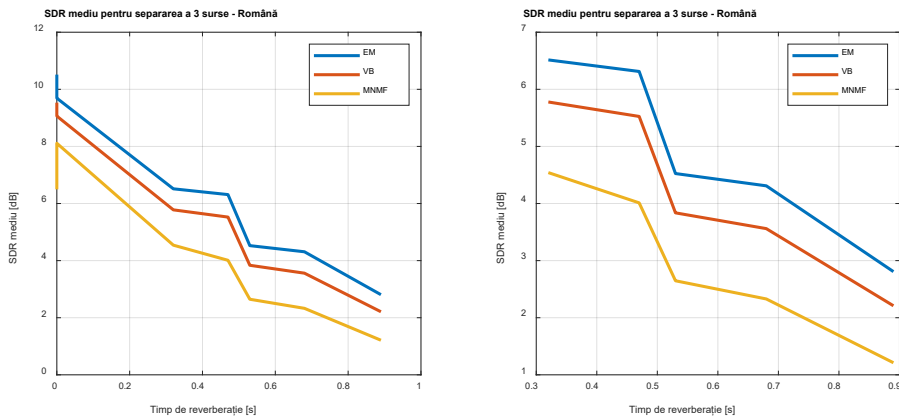 SDR mediu pentru separarea a 3 surse - Română
12
10
8
6
4
2
0
SDR mediu [dB]
EM
VB
MNMF
0
0.2
0.4
0.6
0.8
1
Timp de reverberație [s]
SDR mediu pentru separarea a 3 surse - Română
7
6
5
4
3
2
1
SDR mediu [dB]
EM
VB
MNMF
0.3
0.4
0.5
0.6
0.7
0.8
0.9
Timp de reverberație [s]